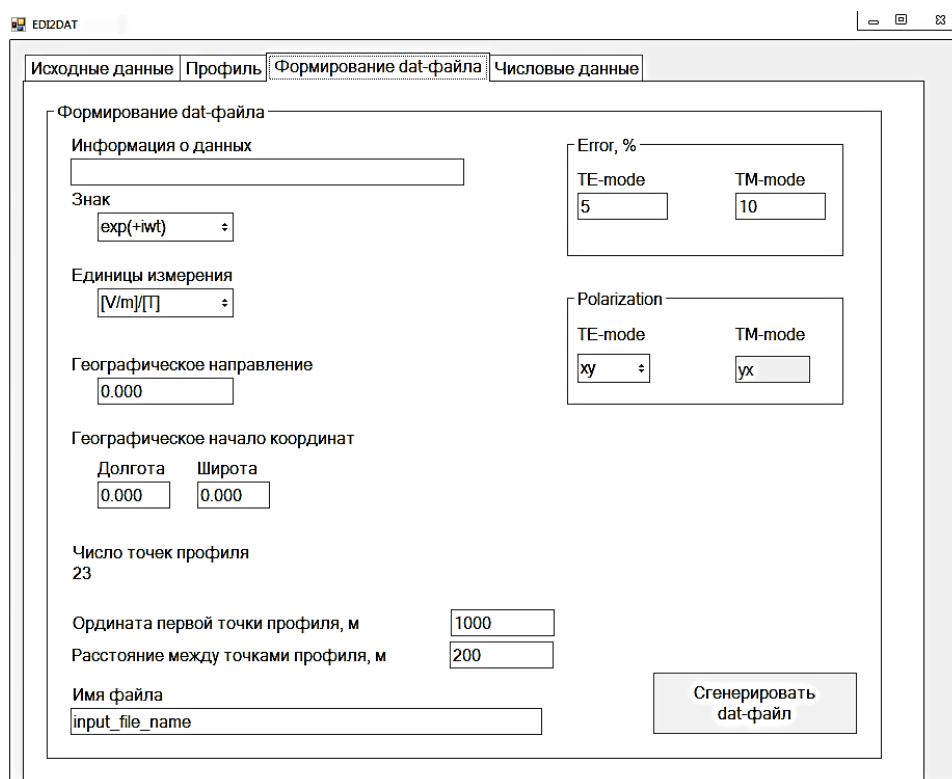 EDI2DAT
Исходные данные Профиль Формирование dat-файла Числовые данные
Формирование dat-файла
Информация о данных
Знак
exp(+iwt)
Единицы измерения
[V/m]/[T]
Географическое направление
0.000
Географическое начало координат
Долгота Широта
0.000 0.000
Число точек профиля
23
Ордината первой точки профиля, м 1000
Расстояние между точками профиля, м 200
Имя файла
input_file_name
Error, %
TE-mode TM-mode
5 10
Polarization
TE-mode TM-mode
xy yx
Сгенерировать
dat-файл